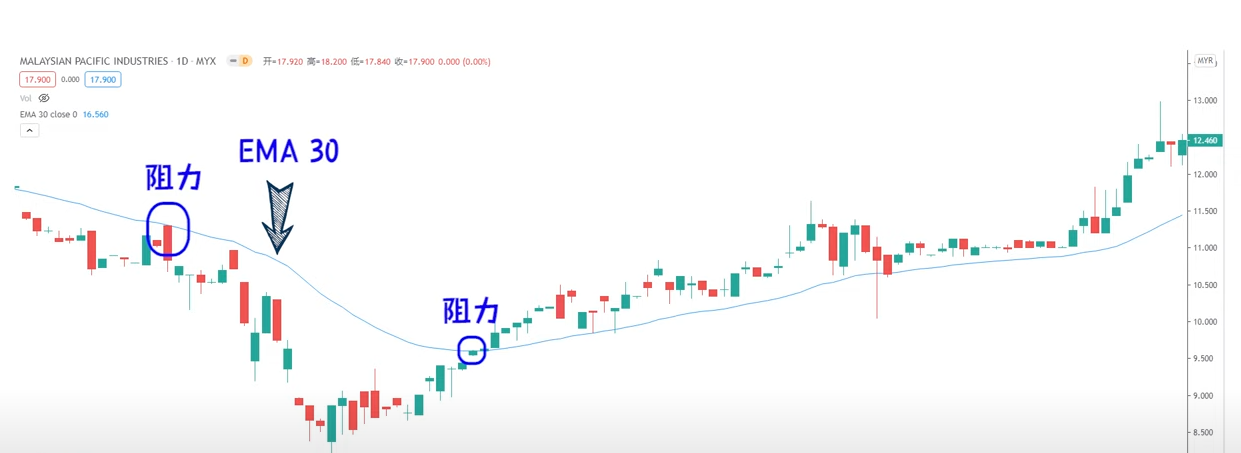 MALAYSIAN PACIFIC INDUSTRIES · 1D · MYX D 开=17.920 高=18.200 低=17.840 收=17.900 0.000 (0.00%)
MYR
17.900 0.000 17.900
Vol
EMA 30 close 0 16.560
EMA 30
阻力
阻力
13.000
12.460
12.000
11.500
11.000
10.500
10.000
9.500
9.000
8.500